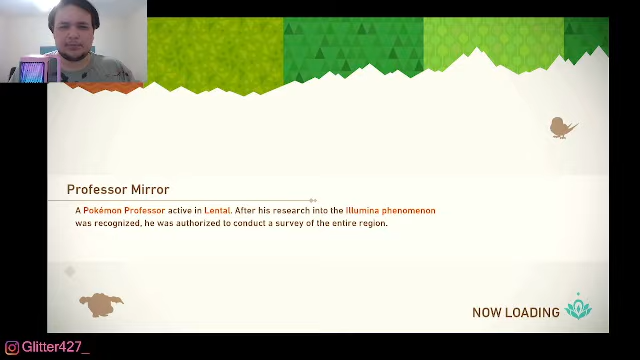 Professor Mirror
A Pokémon Professor active in Lental. After his research into the Illumina phenomenon
was recognized, he was authorized to conduct a survey of the entire region.
NOW LOADING
Glitter427_